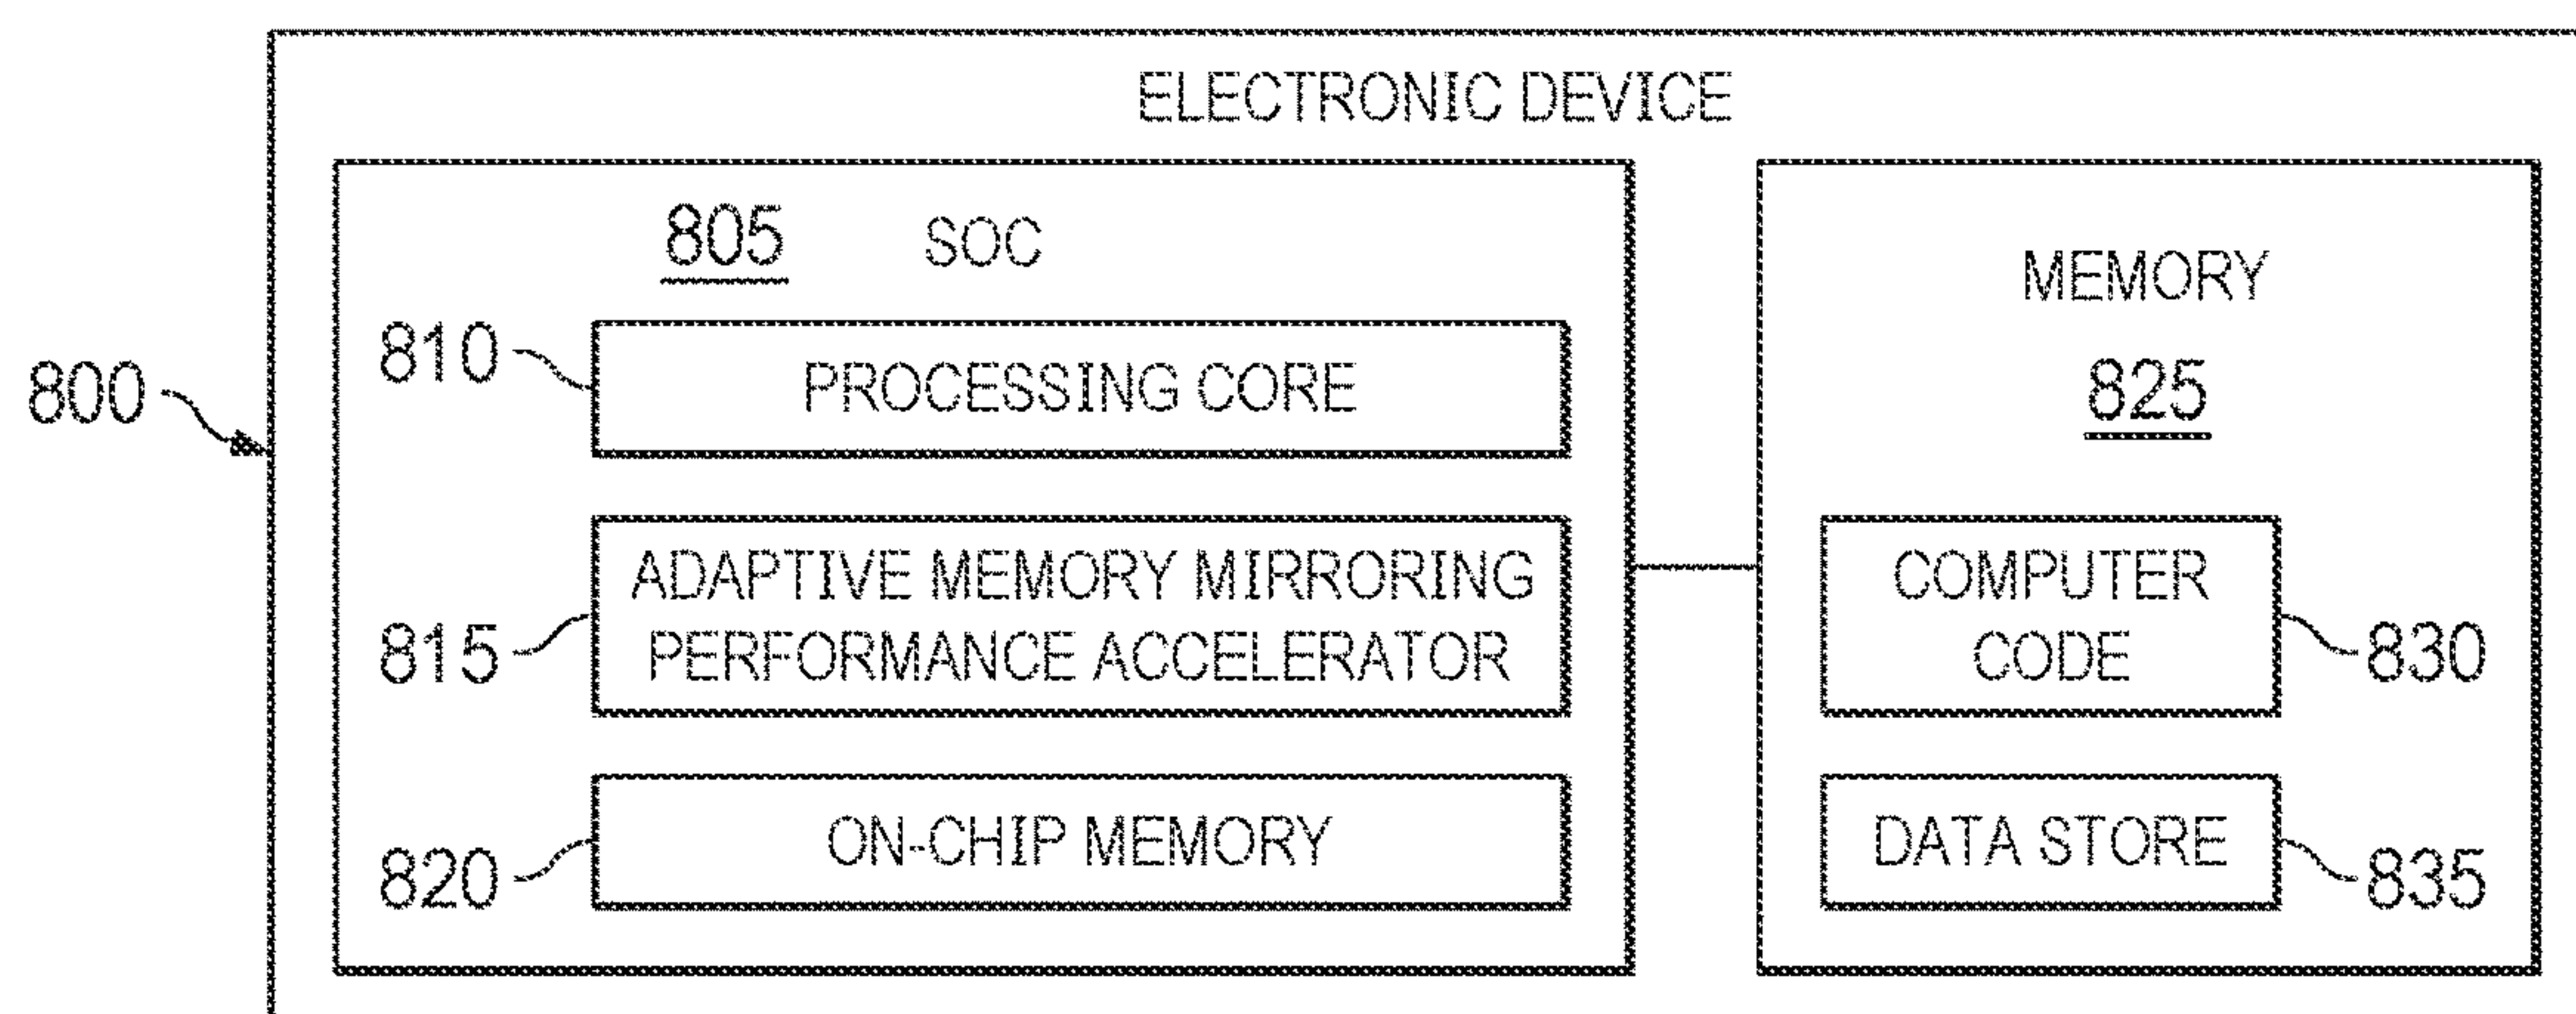 ELECTRONIC DEVICE
805 SOC
810
PROCESSING CORE
800
815
ADAPTIVE MEMORY MIRRORING
PERFORMANCE ACCELERATOR
820
ON-CHIP MEMORY
MEMORY
825
COMPUTER
CODE
830
DATA STORE
835